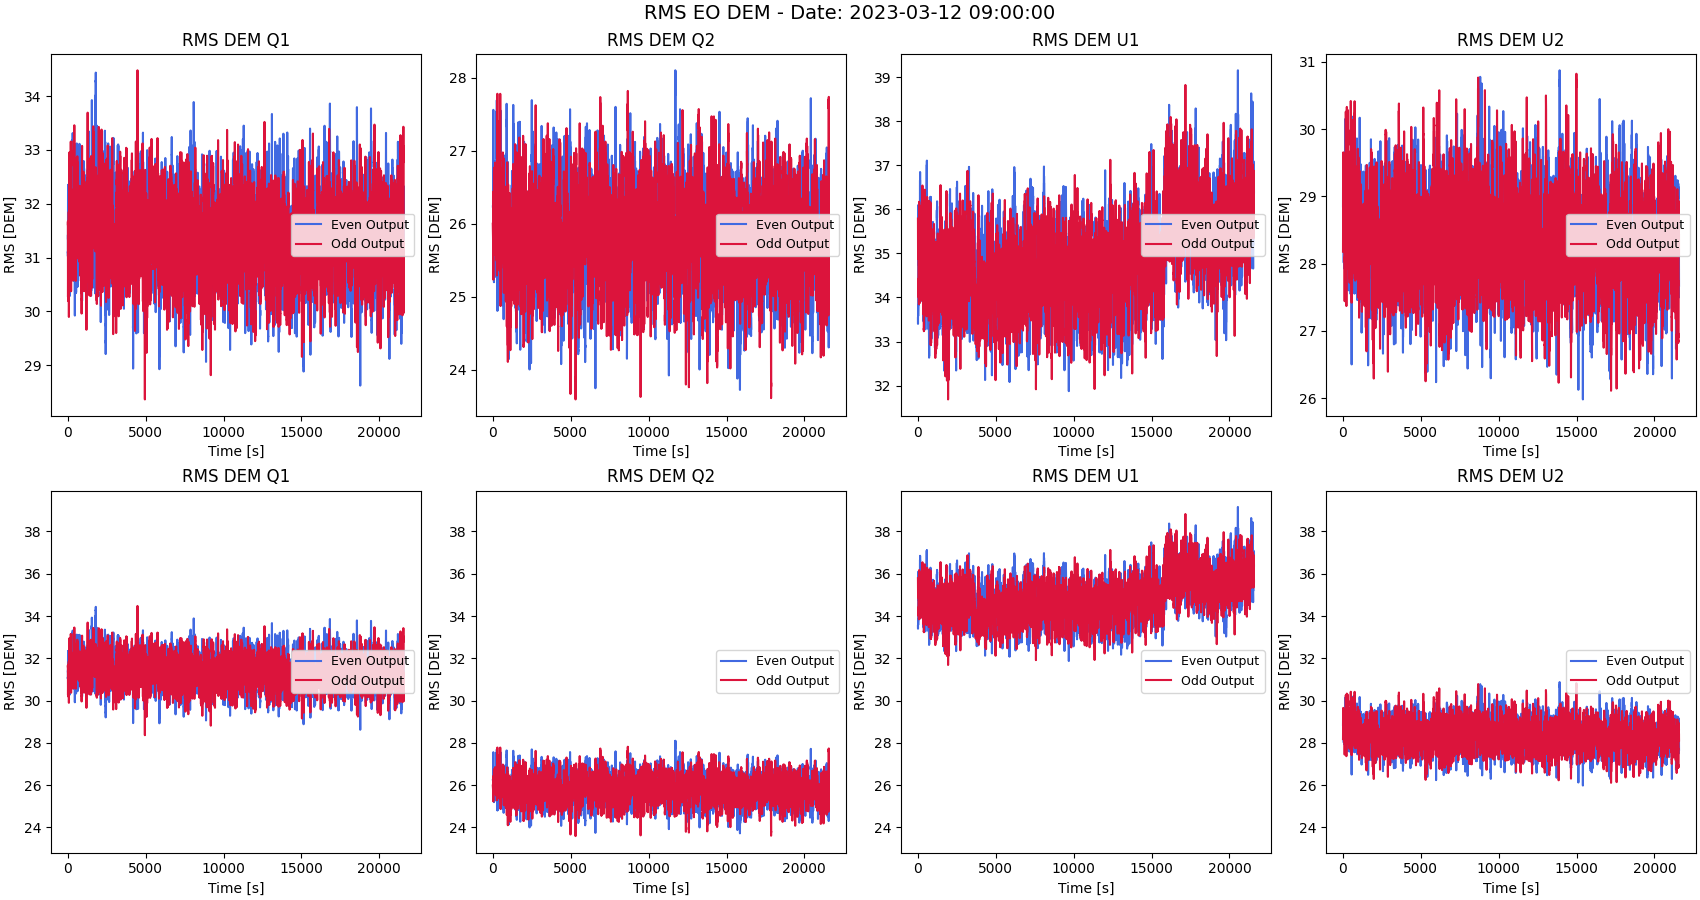 RMS EO DEM - Date: 2023-03-12 09:00:00
RMS DEM Q1
RMS [DEM]
34
33
32
31
30
29
0 5000 10000 15000 20000
Time [s]
Even Output
Odd Output
RMS DEM Q2
RMS [DEM]
28
27
26
25
24
0 5000 10000 15000 20000
Time [s]
Even Output
Odd Output
RMS DEM U1
RMS [DEM]
39
38
37
36
35
34
33
32
0 5000 10000 15000 20000
Time [s]
Even Output
Odd Output
RMS DEM U2
RMS [DEM]
31
30
29
28
27
26
0 5000 10000 15000 20000
Time [s]
Even Output
Odd Output
RMS DEM Q1
RMS [DEM]
38
36
34
32
30
28
26
24
0 5000 10000 15000 20000
Time [s]
Even Output
Odd Output
RMS DEM Q2
RMS [DEM]
38
36
34
32
30
28
26
24
0 5000 10000 15000 20000
Time [s]
Even Output
Odd Output
RMS DEM U1
RMS [DEM]
38
36
34
32
30
28
26
24
0 5000 10000 15000 20000
Time [s]
Even Output
Odd Output
RMS DEM U2
RMS [DEM]
38
36
34
32
30
28
26
24
0 5000 10000 15000 20000
Time [s]
Even Output
Odd Output